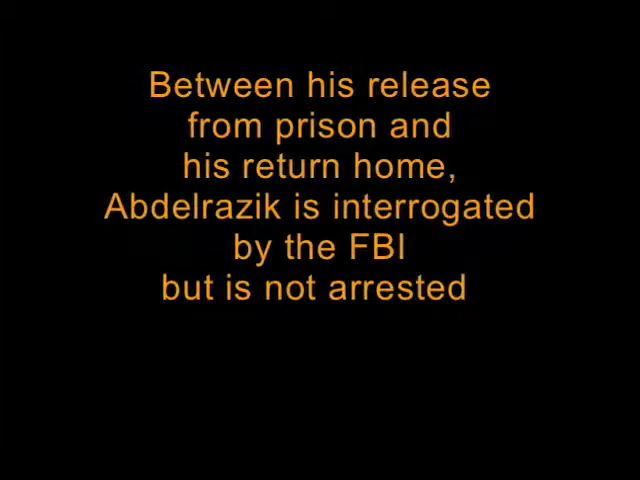 Between his release
from prison and
his return home,
Abdelrazik is interrogated
by the FBI
but is not arrested